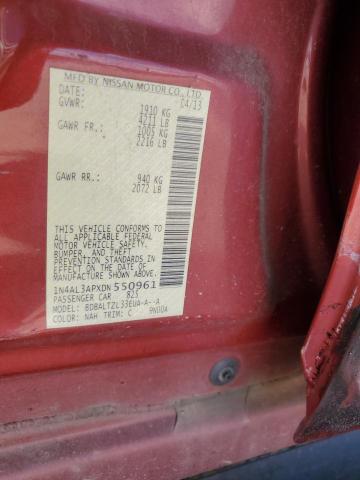 MFD BY NISSAN MOTOR CO., LTD.
DATE: 04/13
GVWR: 1910 KG
4211 LB
GAWR FR.: 1005 KG
2216 LB
GAWR RR.: 940 KG
2072 LB
THIS VEHICLE CONFORMS TO
ALL APPLICABLE FEDERAL
MOTOR VEHICLE SAFETY,
BUMPER, AND THEFT
PREVENTION STANDARDS IN
EFFECT ON THE DATE OF
MANUFACTURE SHOWN ABOVE.
1N4AL3APXDN550961
PASSENGER CAR 825
MODEL: BDBALTZL33EUA-A--A
COLOR: NAH TRIM: C 9N00A